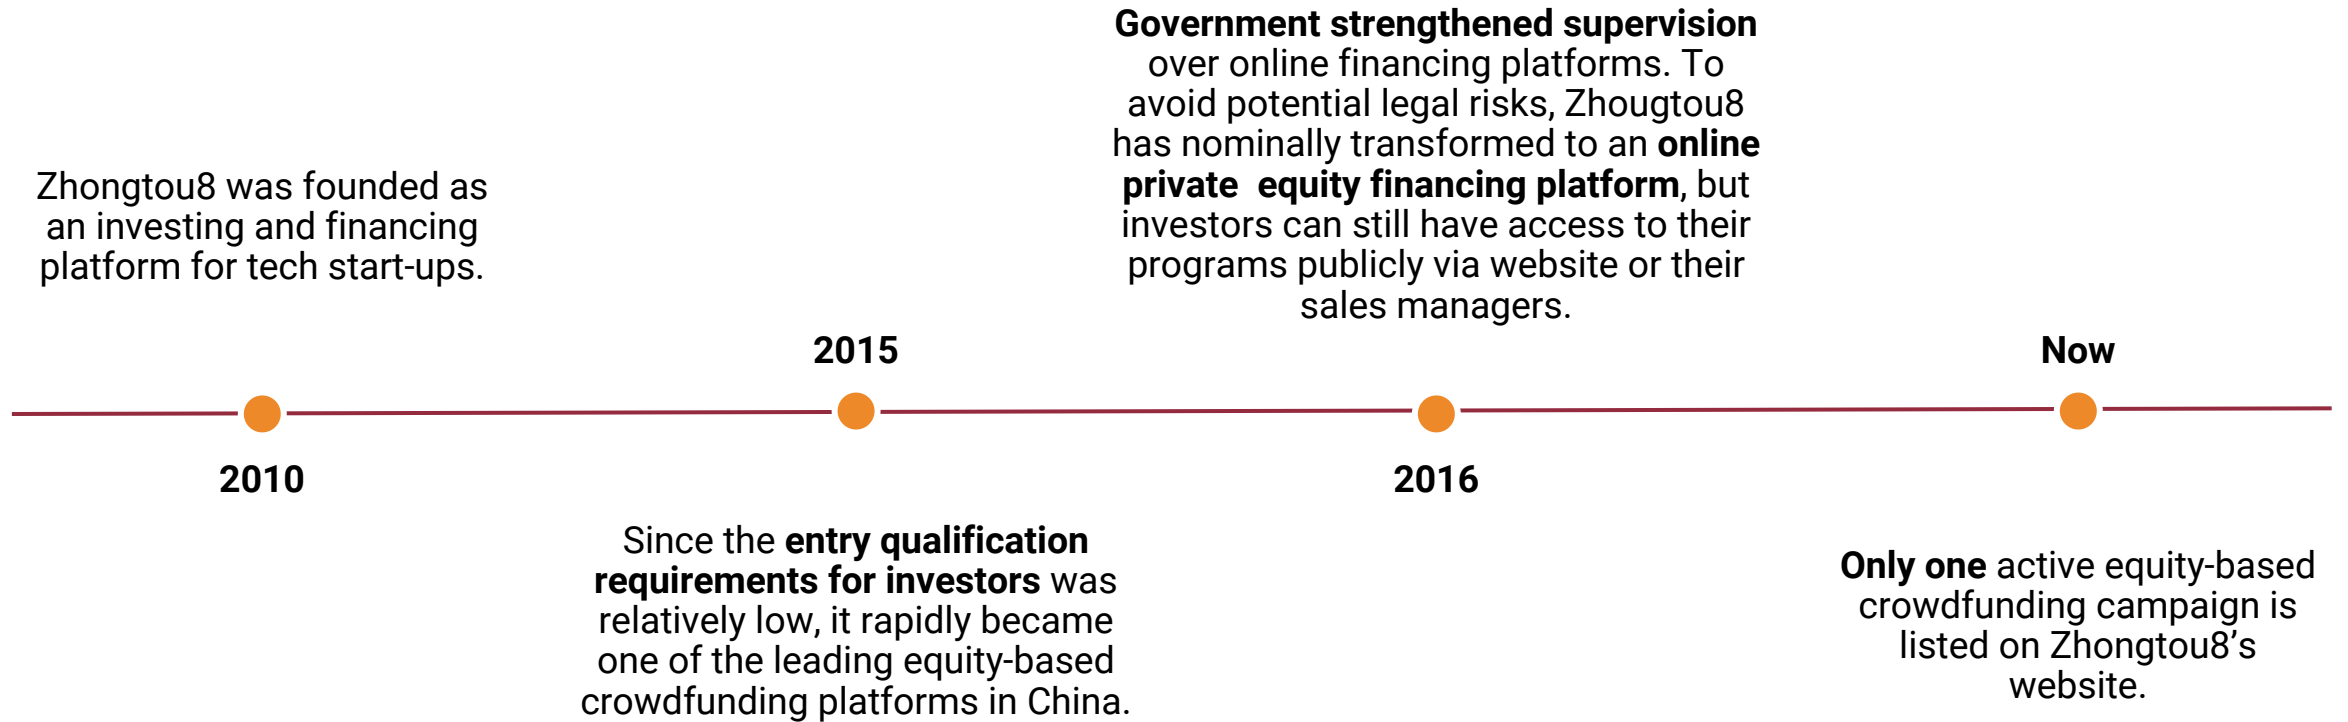 Zhongtou8 was founded as
an investing and financing
platform for tech start-ups.
2010
2015
Since the entry qualification
requirements for investors was
relatively low, it rapidly became
one of the leading equity-based
crowdfunding platforms in China.
Government strengthened supervision
over online financing platforms. To
avoid potential legal risks, Zhougtou8
has nominally transformed to an online
private  equity financing platform, but
investors can still have access to their
programs publicly via website or their
sales managers.
2016
Now
Only one active equity-based
crowdfunding campaign is
listed on Zhongtou8’s
website.